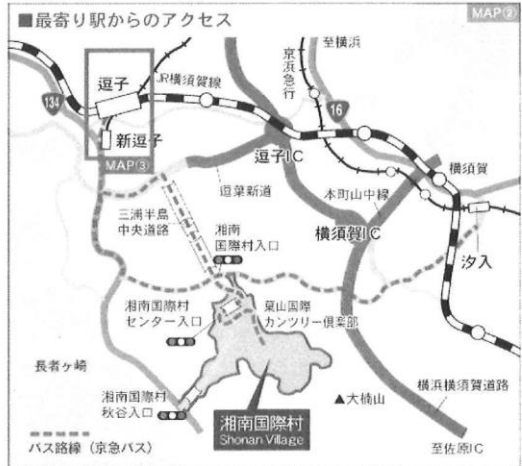 ■最寄り駅からのアクセス
MAP②
至横浜
京浜急行
JR横須賀線
逗子
134
16
新逗子
MAP③
逗子IC
横須賀
逗葉新道
本町山中線
三浦半島
中央道路
湘南
国際村入口
横須賀IC
汐入
湘南国際村
センター入口
葉山国際
カンツリー倶楽部
長者ヶ崎
湘南国際村
秋谷入口
▲大楠山
横浜横須賀道路
湘南国際村
Shonan Village
バス路線（京急バス）
至佐原IC